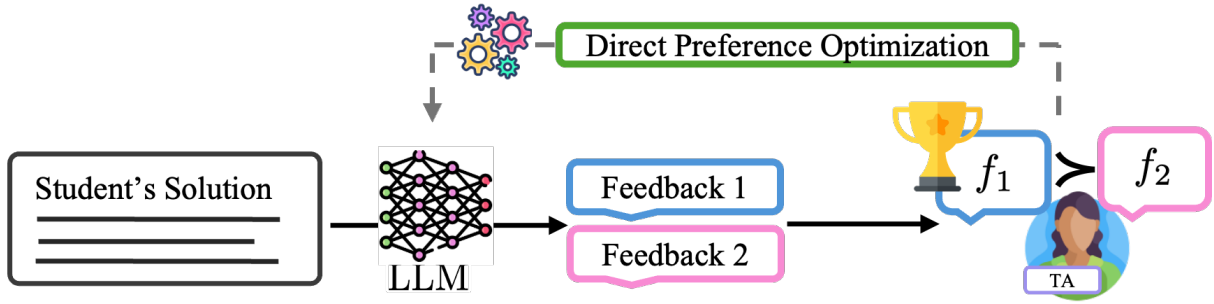 Direct Preference Optimization
Student's Solution
LLM
Feedback 1
Feedback 2
f₁ ≻ f₂
TA